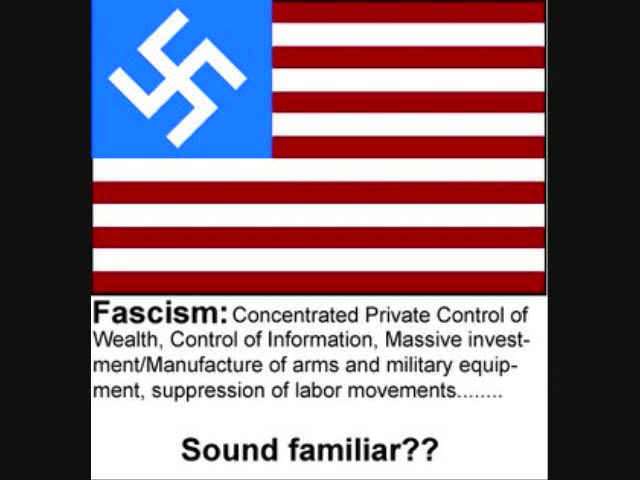 Fascism: Concentrated Private Control of
Wealth, Control of Information, Massive invest-
ment/Manufacture of arms and military equip-
ment, suppression of labor movements........
Sound familiar??